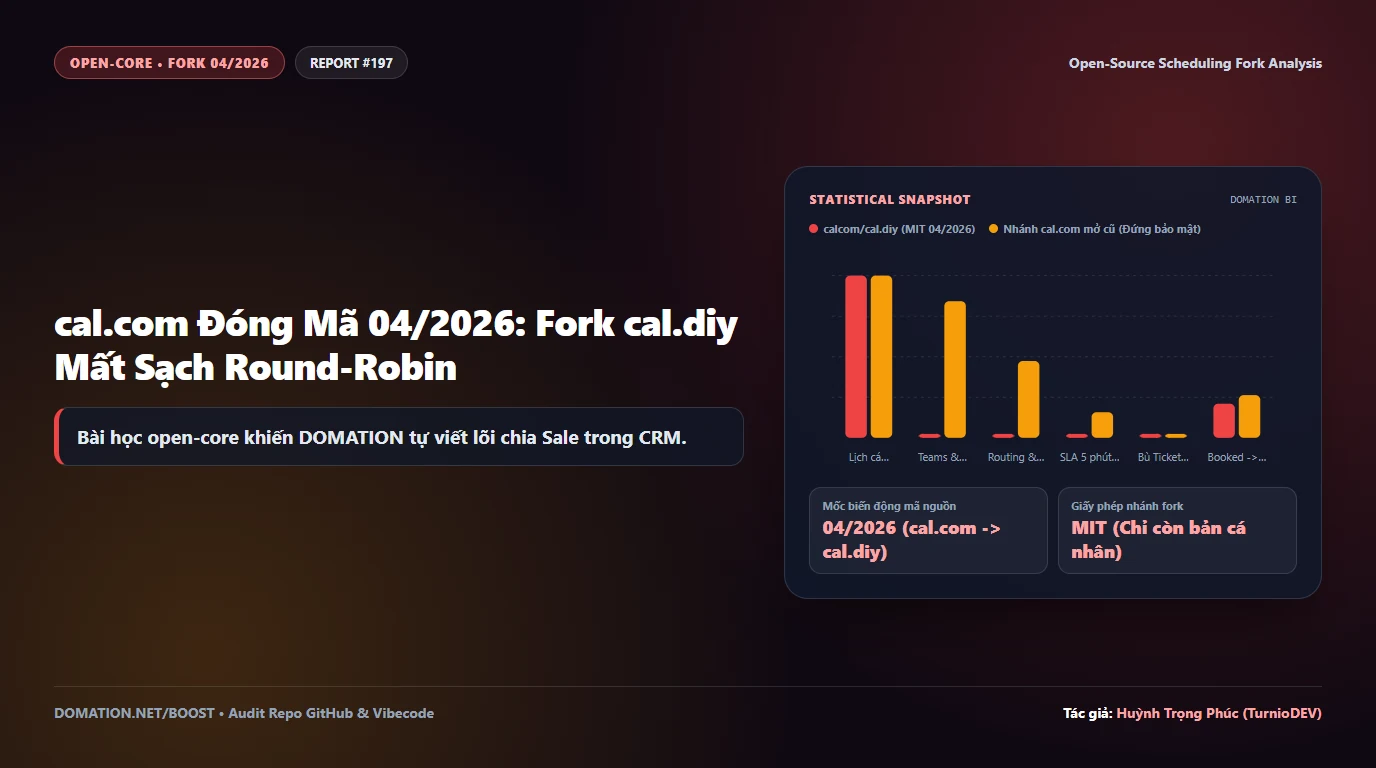 OPEN-CORE • FORK 04/2026
REPORT #197
Open-Source Scheduling Fork Analysis
cal.com Đóng Mã 04/2026: Fork cal.diy
Mất Sạch Round-Robin
Bài học open-core khiến DOMATION tự viết lõi chia Sale trong CRM.
STATISTICAL SNAPSHOT
DOMATION BI
calcom/cal.diy (MIT 04/2026)
Nhánh cal.com mở cũ (Đứng bảo mật)
Lịch cá...
Teams &...
Routing &...
SLA 5 phút...
Bù Ticket...
Booked ->...
Mốc biến động mã nguồn
04/2026 (cal.com ->
cal.diy)
Giấy phép nhánh fork
MIT (Chỉ còn bản cá
nhân)
DOMATION.NET/BOOST • Audit Repo GitHub & Vibecode
Tác giả: Huỳnh Trọng Phúc (TurnioDEV)